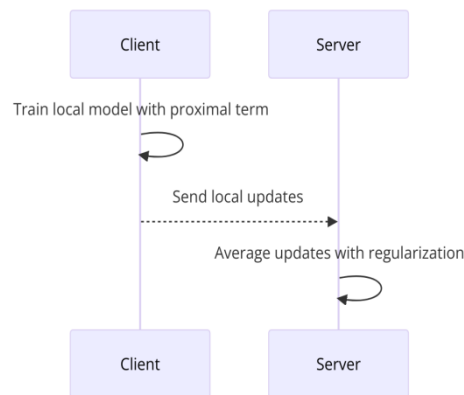 Client
Server
Train local model with proximal term
Send local updates
Average updates with regularization
Client
Server